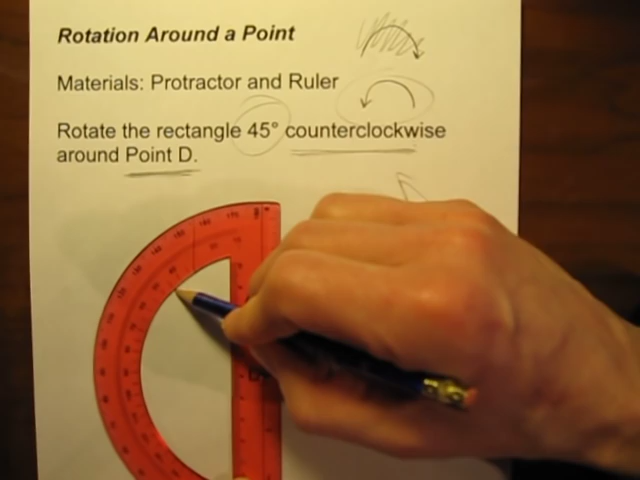 Rotation Around a Point
Materials: Protractor and Ruler
Rotate the rectangle 45° counterclockwise
around Point D.